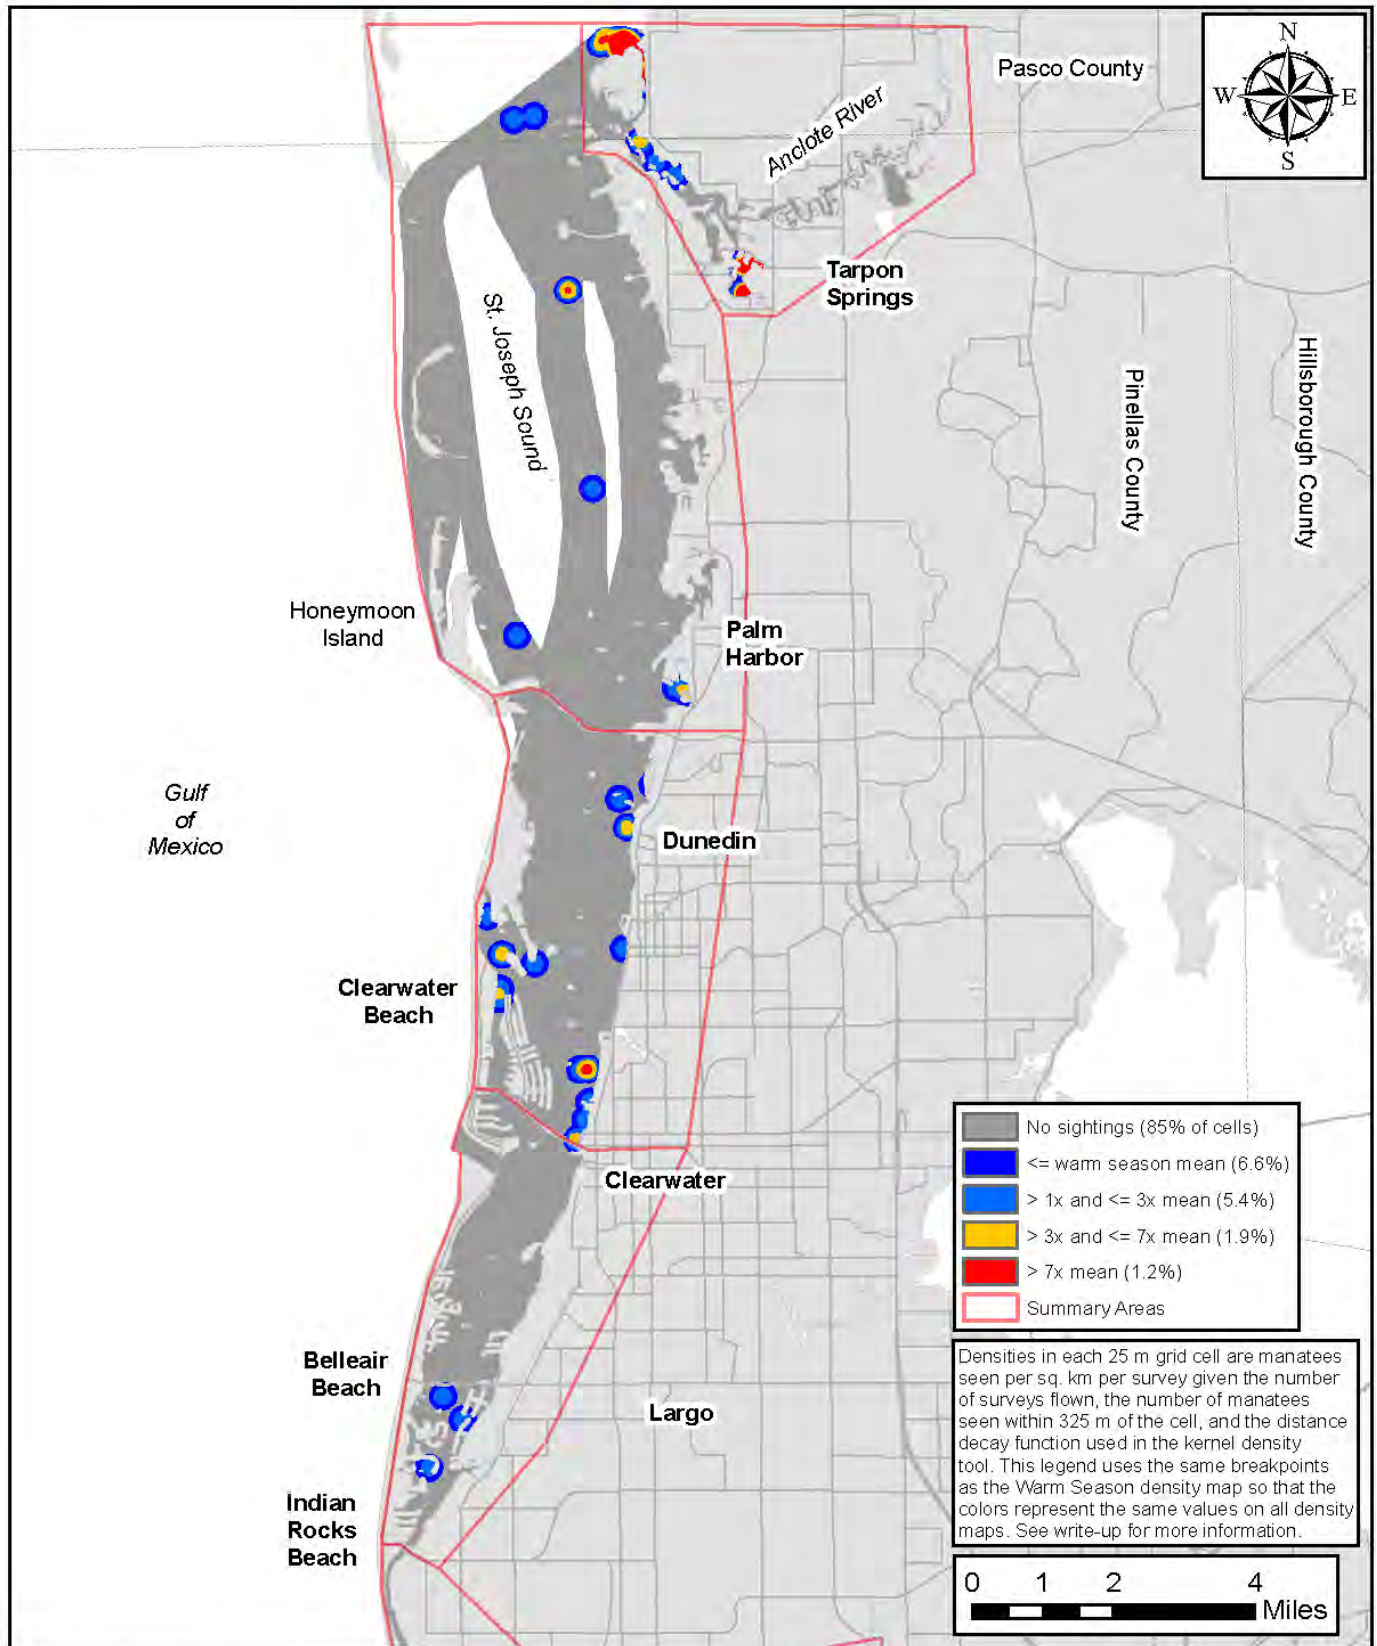 N
W
E
S
Pasco County
Anclote River
Tarpon
Springs
St. Joseph Sound
Pinellas County
Hillsborough County
Honeymoon
Island
Palm
Harbor
Gulf
of
Mexico
Dunedin
Clearwater
Beach
Clearwater
Belleair
Beach
Largo
Indian
Rocks
Beach
No sightings (85% of cells)
<= warm season mean (6.6%)
> 1x and <= 3x mean (5.4%)
> 3x and <= 7x mean (1.9%)
> 7x mean (1.2%)
Summary Areas
Densities in each 25 m grid cell are manatees
seen per sq. km per survey given the number
of surveys flown, the number of manatees
seen within 325 m of the cell, and the distance
decay function used in the kernel density
tool. This legend uses the same breakpoints
as the Warm Season density map so that the
colors represent the same values on all density
maps. See write-up for more information.
0 1 2 4
Miles